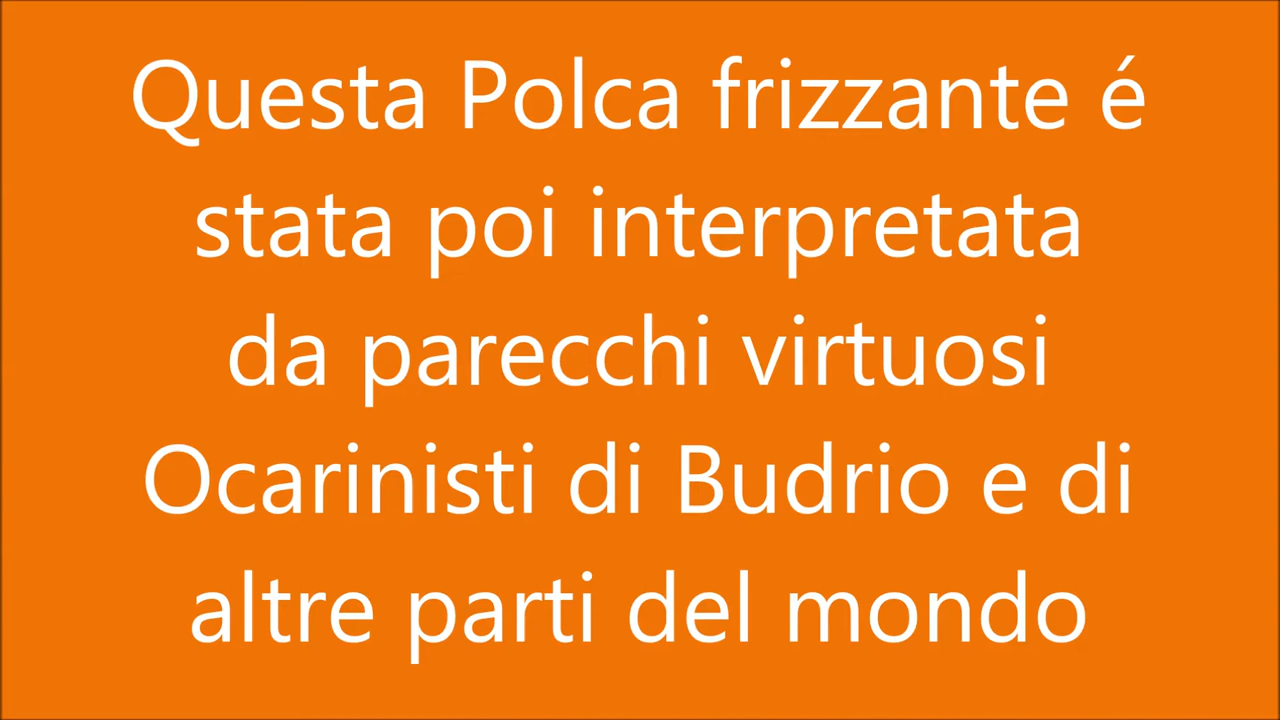 Questa Polca frizzante é
stata poi interpretata
da parecchi virtuosi
Ocarinisti di Budrio e di
altre parti del mondo